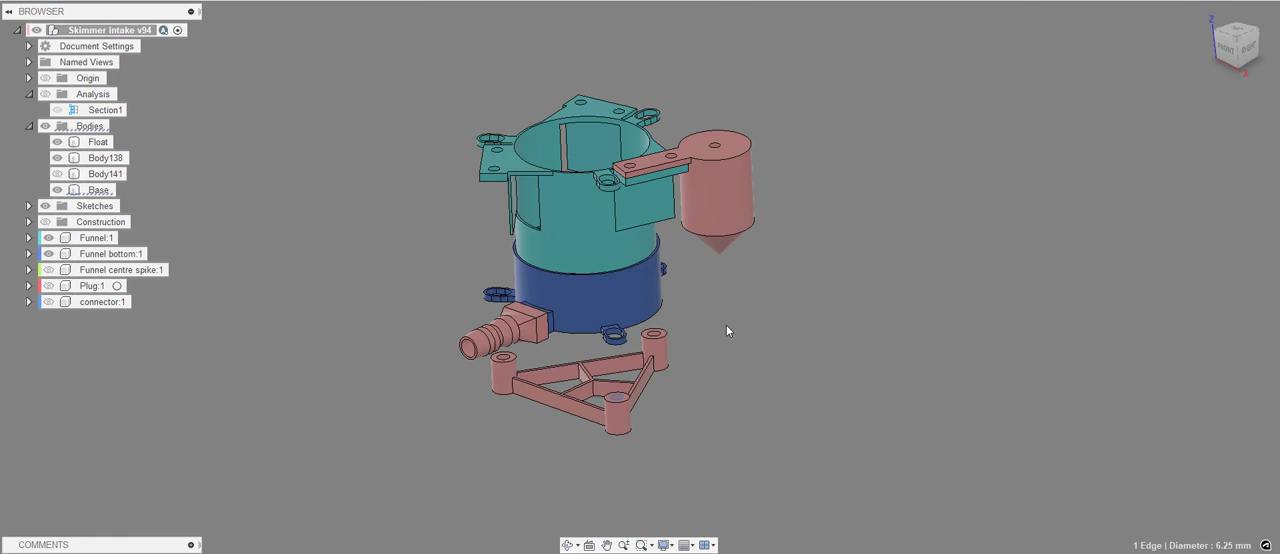 BROWSER
Skimmer intake v94
Document Settings
Named Views
Origin
Analysis
Section1
Bodies
Float
Body138
Body141
Base
Sketches
Construction
Funnel:1
Funnel bottom:1
Funnel centre spike:1
Plug:1
connector:1
Z
FRONT
RIGHT
X
COMMENTS
1 Edge | Diameter : 6.25 mm